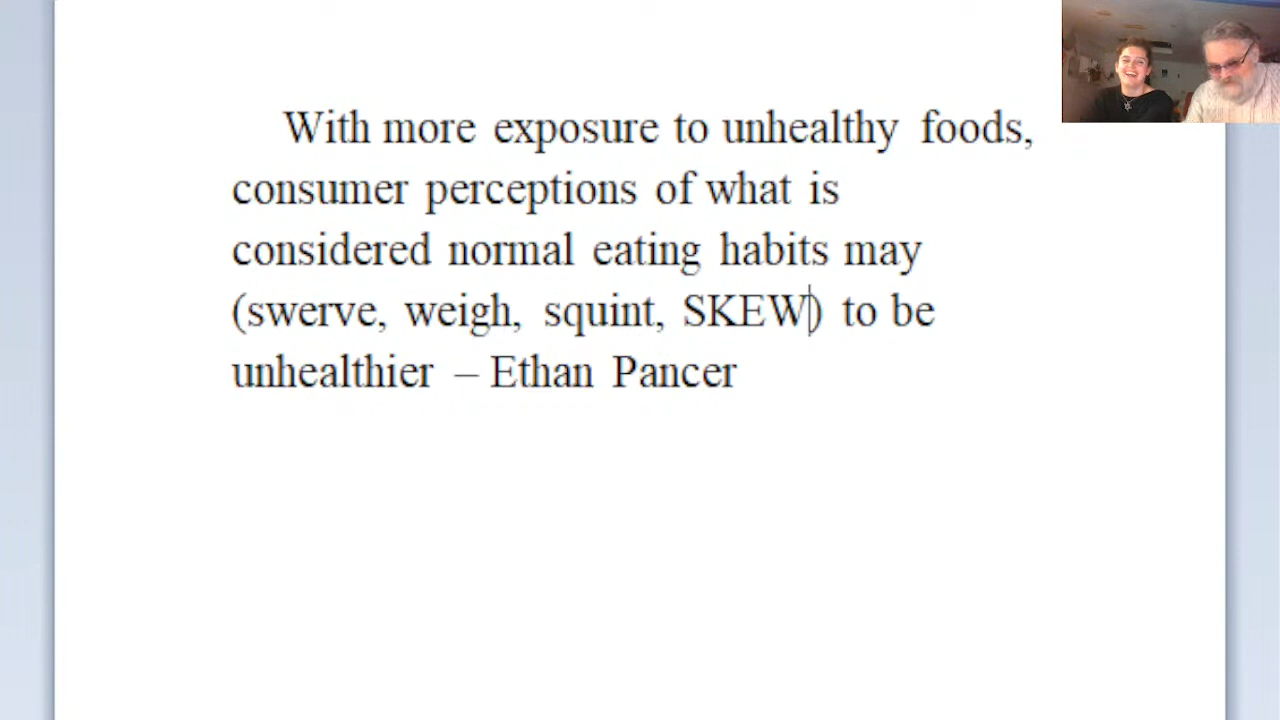 With more exposure to unhealthy foods,
consumer perceptions of what is
considered normal eating habits may
(swerve, weigh, squint, SKEW) to be
unhealthier – Ethan Pancer